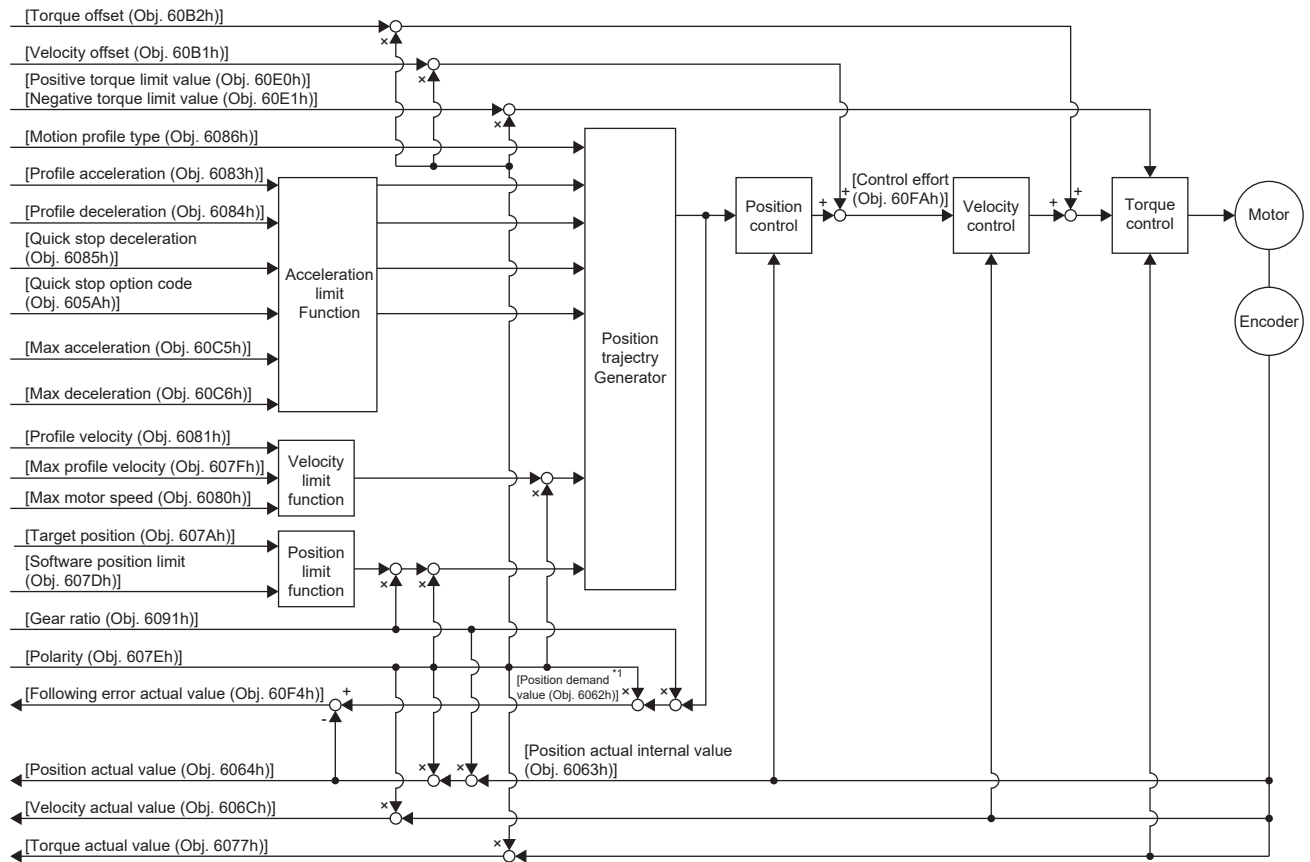 [Torque offset (Obj. 60B2h)]
[Velocity offset (Obj. 60B1h)]
[Positive torque limit value (Obj. 60E0h)]
[Negative torque limit value (Obj. 60E1h)]
[Motion profile type (Obj. 6086h)]
[Profile acceleration (Obj. 6083h)]
[Profile deceleration (Obj. 6084h)]
[Quick stop deceleration
(Obj. 6085h)]
[Quick stop option code
(Obj. 605Ah)]
[Max acceleration (Obj. 60C5h)]
[Max deceleration (Obj. 60C6h)]
Acceleration
limit
Function
[Profile velocity (Obj. 6081h)]
[Max profile velocity (Obj. 607Fh)]
[Max motor speed (Obj. 6080h)]
Velocity
limit
function
[Target position (Obj. 607Ah)]
[Software position limit
(Obj. 607Dh)]
Position
limit
function
Position
trajectry
Generator
Position
control
[Control effort
(Obj. 60FAh)]
Velocity
control
Torque
control
Motor
Encoder
[Gear ratio (Obj. 6091h)]
[Polarity (Obj. 607Eh)]
[Position demand *1
value (Obj. 6062h)]
[Following error actual value (Obj. 60F4h)]
[Position actual internal value
(Obj. 6063h)]
[Position actual value (Obj. 6064h)]
[Velocity actual value (Obj. 606Ch)]
[Torque actual value (Obj. 6077h)]